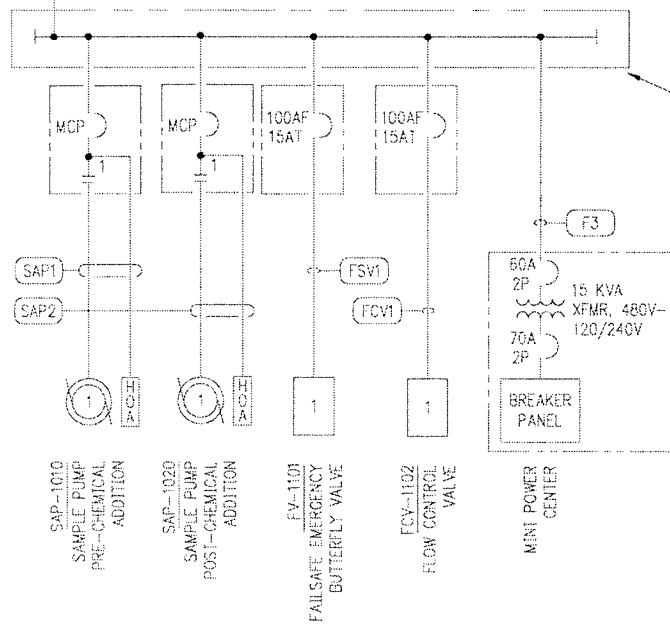 MCP
MCP
100AF
15AT
100AF
15AT
1
1
F3
SAP1
FSV1
60A
2P
15 KVA
XFMR, 480V-
120/240V
SAP2
FCV1
70A
2P
1
HOA
1
HOA
1
1
BREAKER
PANEL
SAP-1010
SAMPLE PUMP
PRE-CHEMICAL
ADDITION
SAP-1020
SAMPLE PUMP
POST-CHEMICAL
ADDITION
FV-1101
FAILSAFE EMERGENCY
BUTTERFLY VALVE
FCV-1102
FLOW CONTROL
VALVE
MINI POWER
CENTER